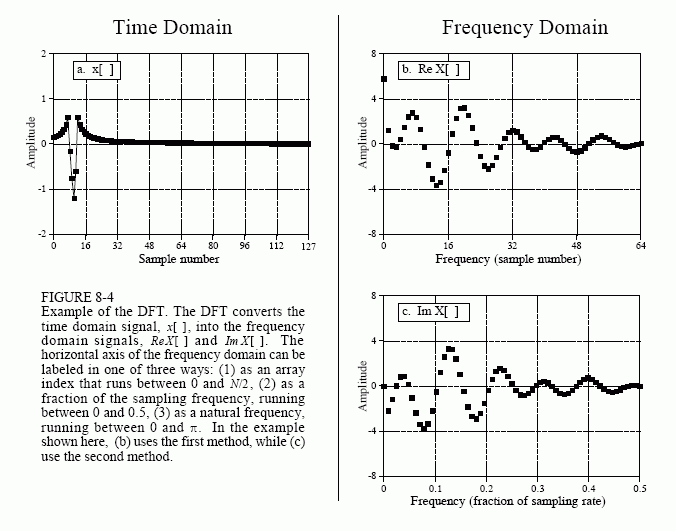 Time Domain
Frequency Domain
2
1
0
-1
-2
Amplitude
a. x[ ]
0 16 32 48 64 80 96 112 127
Sample number
8
4
0
-4
-8
Amplitude
b. Re X[ ]
0 16 32 48 64
Frequency (sample number)
FIGURE 8-4
Example of the DFT. The DFT converts the
time domain signal, x[ ], into the frequency
domain signals, ReX[ ] and ImX[ ]. The
horizontal axis of the frequency domain can be
labeled in one of three ways: (1) as an array
index that runs between 0 and N/2, (2) as a
fraction of the sampling frequency, running
between 0 and 0.5, (3) as a natural frequency,
running between 0 and π. In the example
shown here, (b) uses the first method, while (c)
use the second method.
8
4
0
-4
-8
Amplitude
c. Im X[ ]
0 0.1 0.2 0.3 0.4 0.5
Frequency (fraction of sampling rate)